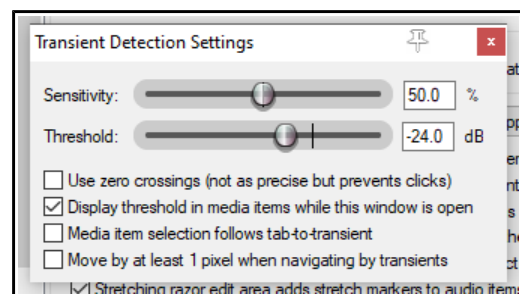 Transient Detection Settings
x
Sensitivity: 50.0 %
Threshold: -24.0 dB
Use zero crossings (not as precise but prevents clicks)
Display threshold in media items while this window is open
Media item selection follows tab-to-transient
Move by at least 1 pixel when navigating by transients
Stretching razor edit area adds stretch markers to audio items